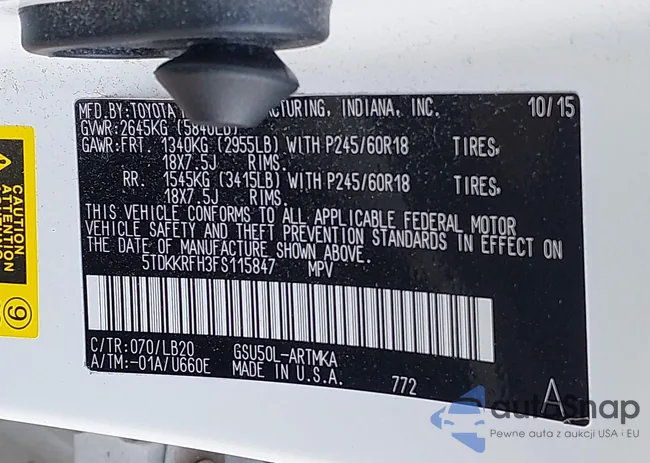 MFD.BY:TOYOTA CTURING, INDIANA, INC. 10/15
GVWR:2645KG (5840LB)
GAWR:FRT. 1340KG (2955LB) WITH P245/60R18 TIRES,
18X7.5J RIMS.
RR. 1545KG (3415LB) WITH P245/60R18 TIRES,
18X7.5J RIMS.
THIS VEHICLE CONFORMS TO ALL APPLICABLE FEDERAL MOTOR
VEHICLE SAFETY AND THEFT PREVENTION STANDARDS IN EFFECT ON
THE DATE OF MANUFACTURE SHOWN ABOVE.
5TDKKRFH3FS115847 MPV
C/TR:070/LB20 GSU50L-ARTMKA
A/TM:-01A/U660E MADE IN U.S.A. 772 A
CAUTION
ATTENTION
9
autoSnap
Pewne auta z aukcji USA i EU